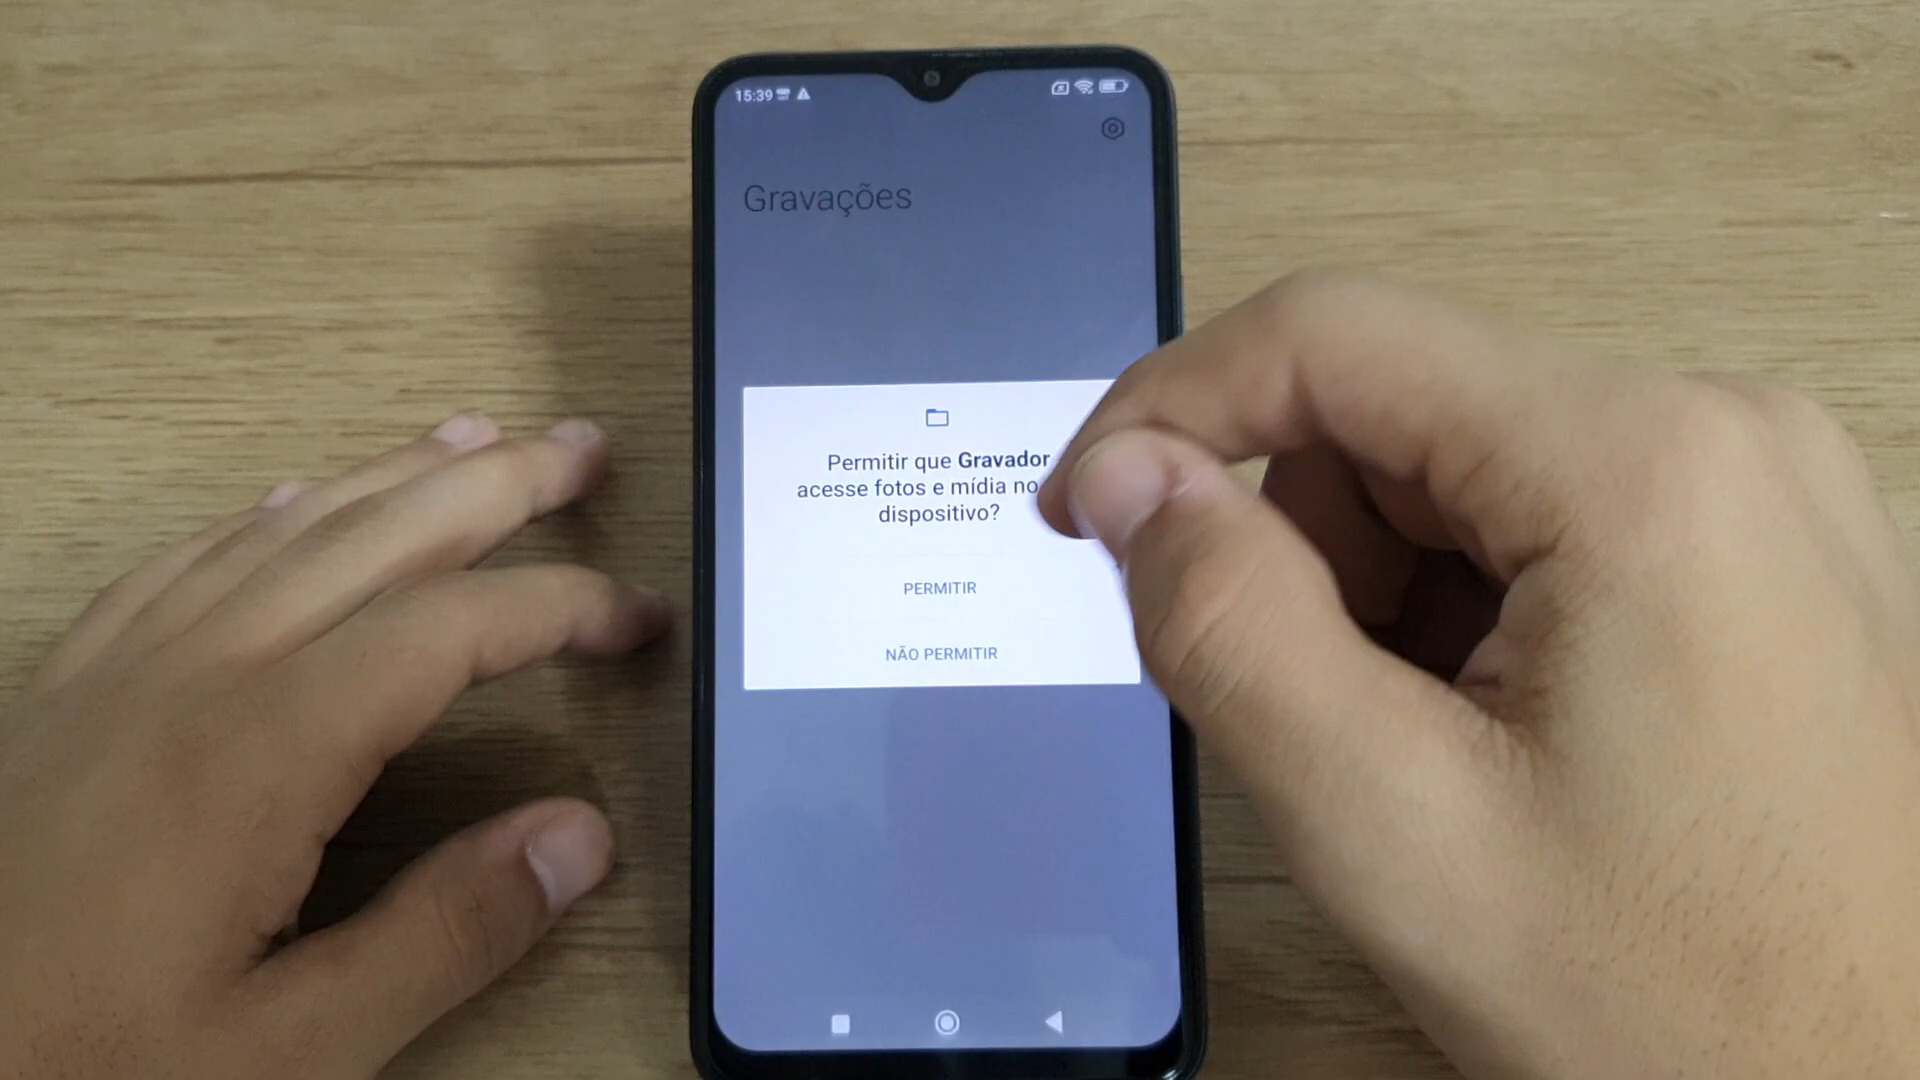 15:39
Gravações
Permitir que Gravador
acesse fotos e mídia no
dispositivo?
PERMITIR
NÃO PERMITIR